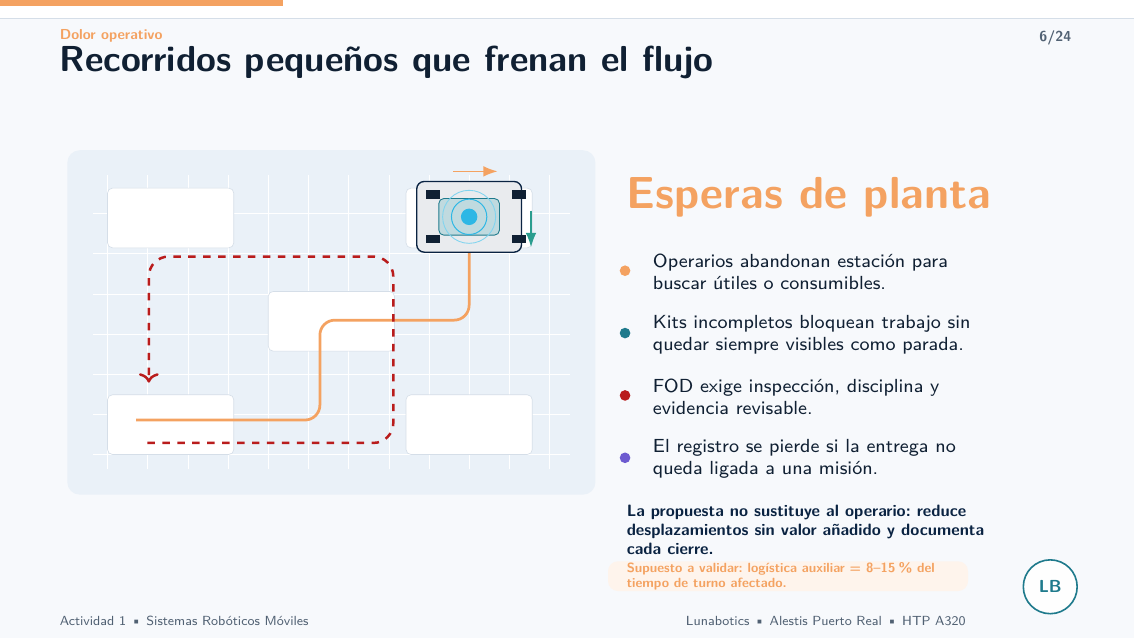 Dolor operativo
Recorridos pequeños que frenan el flujo
6/24
Esperas de planta
Operarios abandonan estación para
buscar útiles o consumibles.
Kits incompletos bloquean trabajo sin
quedar siempre visibles como parada.
FOD exige inspección, disciplina y
evidencia revisable.
El registro se pierde si la entrega no
queda ligada a una misión.
La propuesta no sustituye al operario: reduce
desplazamientos sin valor añadido y documenta
cada cierre.
Supuesto a validar: logística auxiliar = 8–15 % del
tiempo de turno afectado.
LB
Actividad 1 ▪ Sistemas Robóticos Móviles
Lunabotics ▪ Alestis Puerto Real ▪ HTP A320